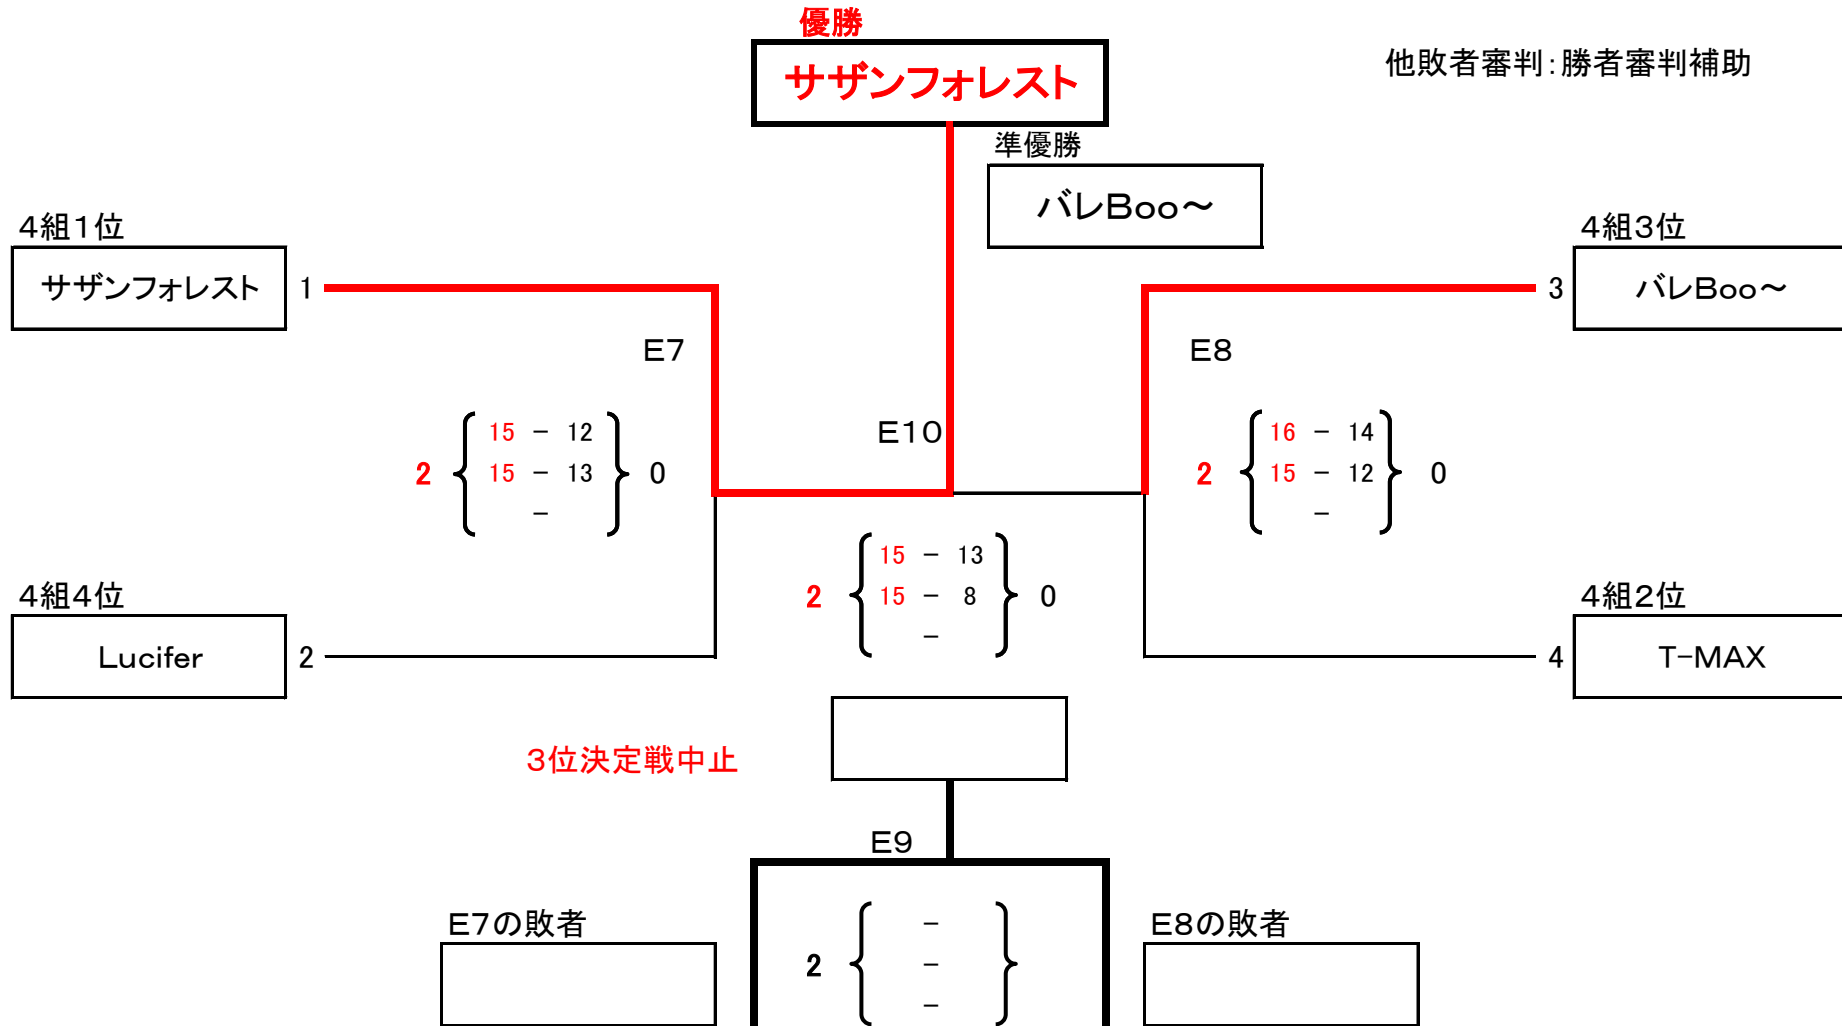 優勝
サザンフォレスト
他敗者審判：勝者審判補助
準優勝
バレBoo～
4組1位
サザンフォレスト 1
4組3位
3 バレBoo～
E7
E8
E10
15 － 12
2 15 － 13 0
－
16 － 14
2 15 － 12 0
－
15 － 13
2 15 － 8 0
－
4組4位
Lucifer 2
4組2位
4 T－MAX
3位決定戦中止
E9
E7の敗者
E8の敗者
－
2 －
－